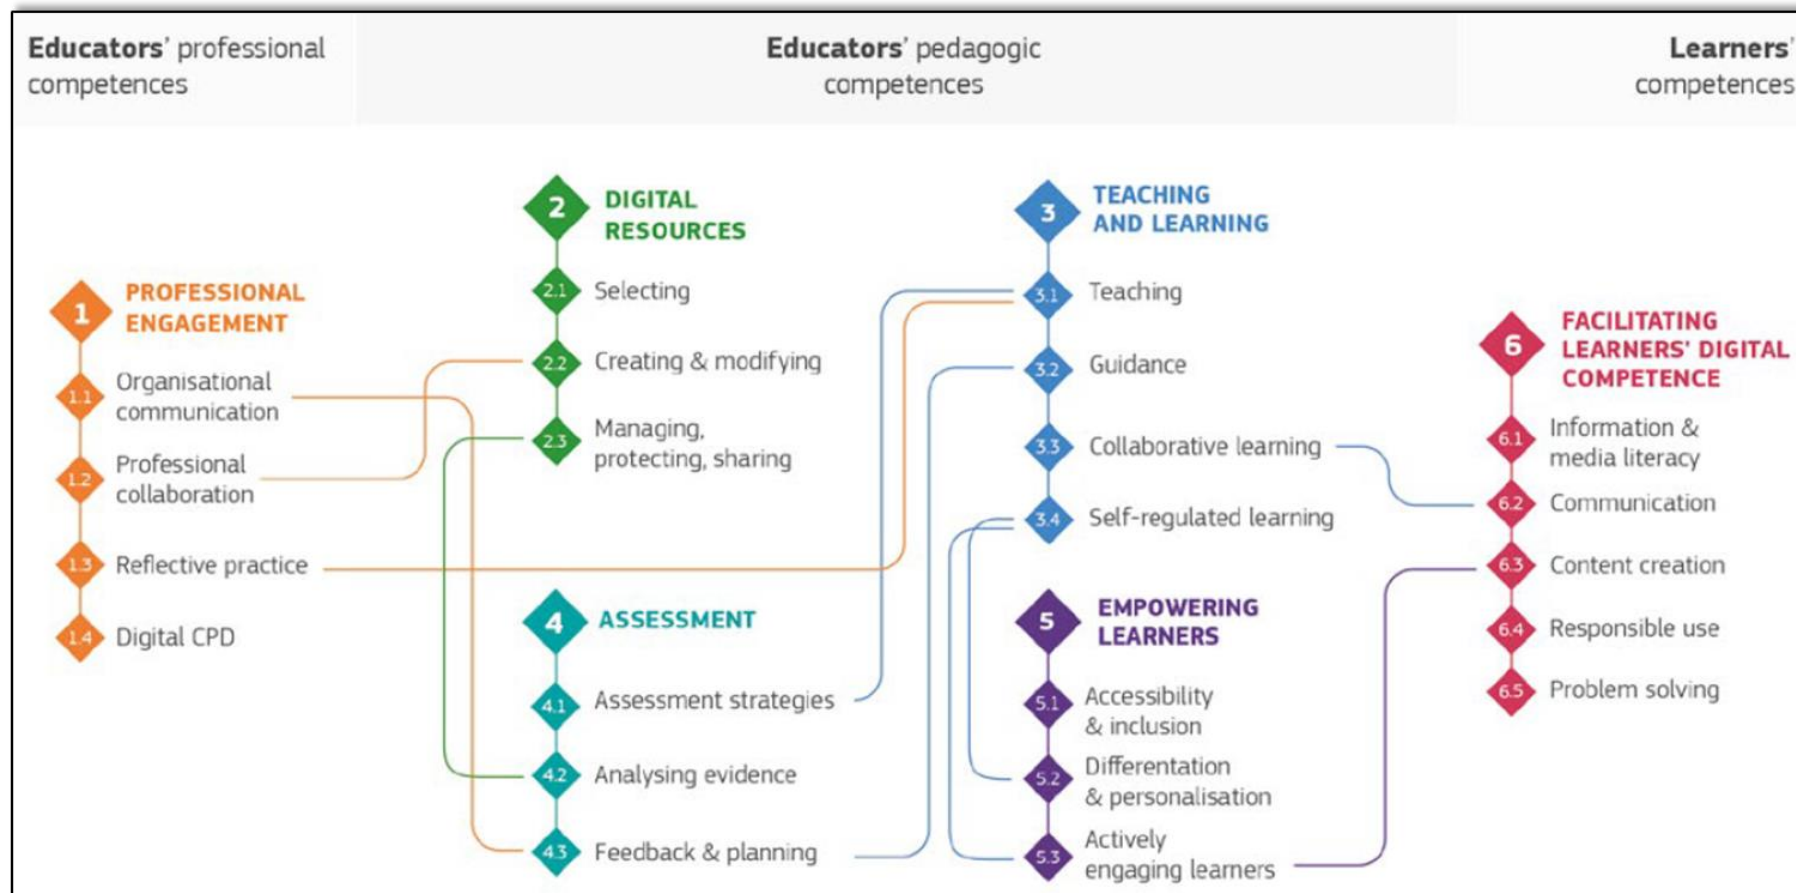 Educators’ professional
competences
Educators’ pedagogic
competences
Learners’
competences
1
PROFESSIONAL
ENGAGEMENT
1.1
Organisational
communication
1.2
Professional
collaboration
1.3
Reflective practice
1.4
Digital CPD
2
DIGITAL
RESOURCES
2.1
Selecting
2.2
Creating & modifying
2.3
Managing,
protecting, sharing
3
TEACHING
AND LEARNING
3.1
Teaching
3.2
Guidance
3.3
Collaborative learning
3.4
Self-regulated learning
4
ASSESSMENT
4.1
Assessment strategies
4.2
Analysing evidence
4.3
Feedback & planning
5
EMPOWERING
LEARNERS
5.1
Accessibility
& inclusion
5.2
Differentation
& personalisation
5.3
Actively
engaging learners
6
FACILITATING
LEARNERS' DIGITAL
COMPETENCE
6.1
Information &
media literacy
6.2
Communication
6.3
Content creation
6.4
Responsible use
6.5
Problem solving